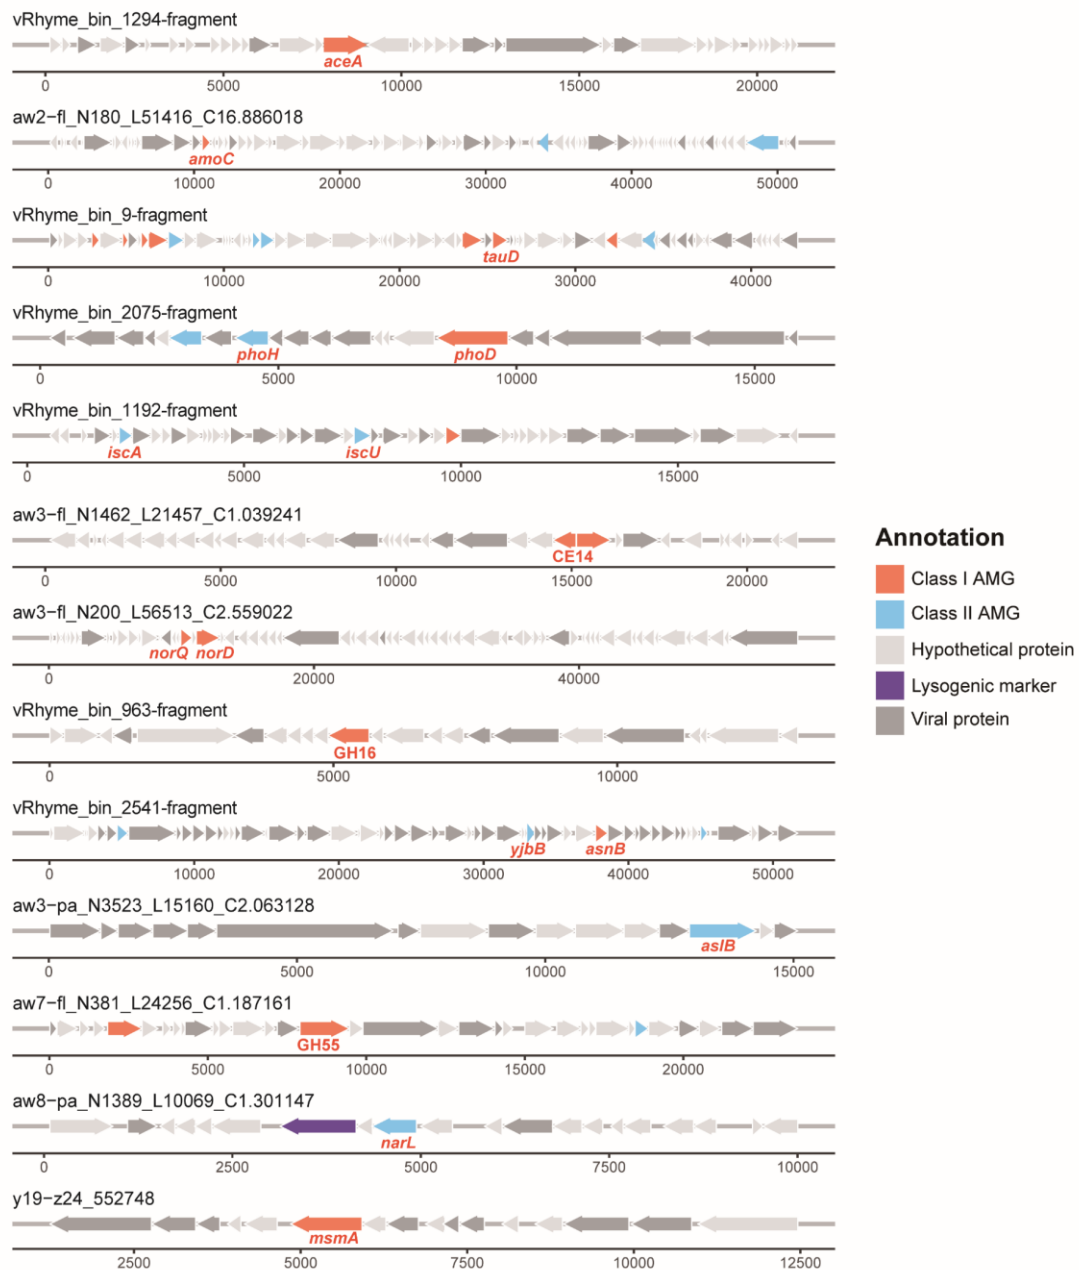 vRhyme_bin_1294-fragment
aceA
0 5000 10000 15000 20000
aw2-fl_N180_L51416_C16.886018
amoC
0 10000 20000 30000 40000 50000
vRhyme_bin_9-fragment
tauD
0 10000 20000 30000 40000
vRhyme_bin_2075-fragment
phoH phoD
0 5000 10000 15000
vRhyme_bin_1192-fragment
iscA iscU
0 5000 10000 15000
aw3-fl_N1462_L21457_C1.039241
CE14
0 5000 10000 15000 20000
aw3-fl_N200_L56513_C2.559022
norQ norD
0 20000 40000
vRhyme_bin_963-fragment
GH16
0 5000 10000
vRhyme_bin_2541-fragment
yjbB asnB
0 10000 20000 30000 40000 50000
aw3-pa_N3523_L15160_C2.063128
aslB
0 5000 10000 15000
aw7-fl_N381_L24256_C1.187161
GH55
0 5000 10000 15000 20000
aw8-pa_N1389_L10069_C1.301147
narL
0 2500 5000 7500 10000
y19-z24_552748
msmA
2500 5000 7500 10000 12500
Annotation
Class I AMG
Class II AMG
Hypothetical protein
Lysogenic marker
Viral protein